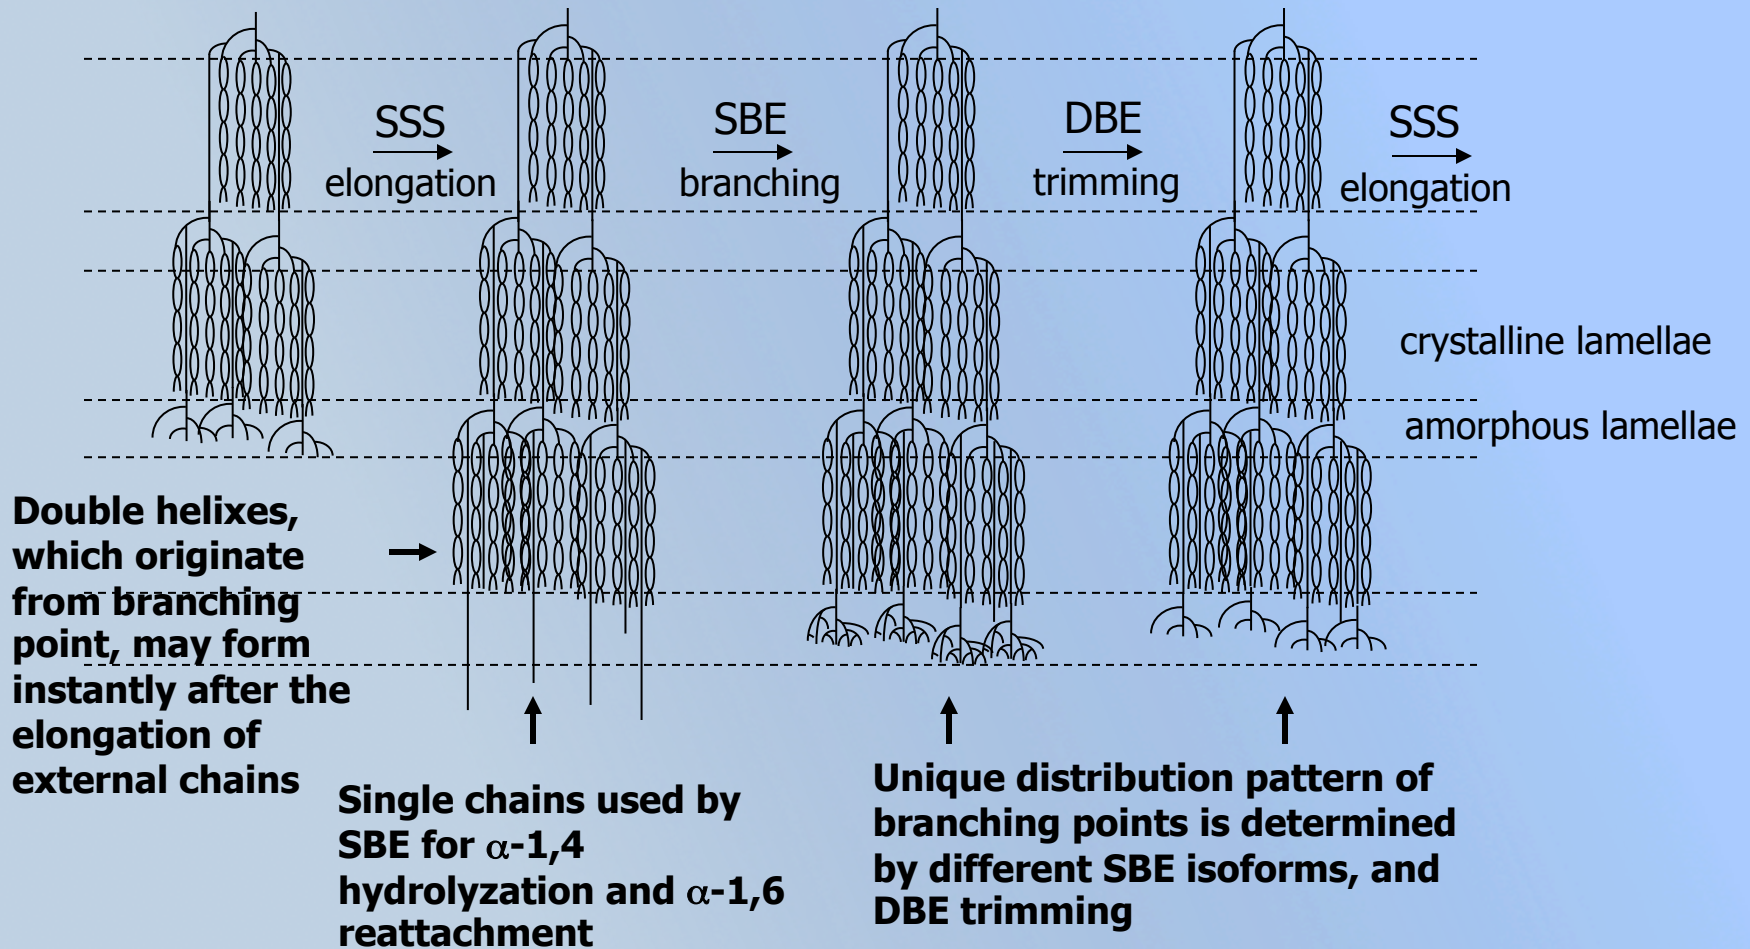 SSS
elongation
SBE
branching
DBE
trimming
SSS
elongation
crystalline lamellae
amorphous lamellae
Double helixes,
which originate
from branching
point, may form
instantly after the
elongation of
external chains
Single chains used by
SBE for α-1,4
hydrolyzation and α-1,6
reattachment
Unique distribution pattern of
branching points is determined
by different SBE isoforms, and
DBE trimming